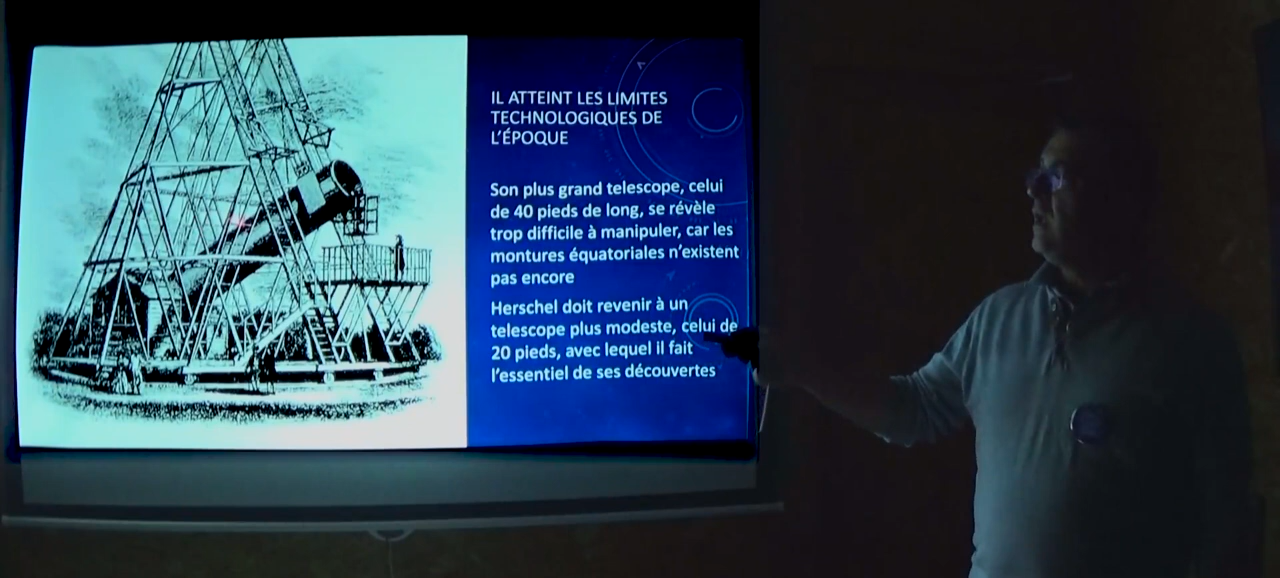 IL ATTEINT LES LIMITES
TECHNOLOGIQUES DE
L'ÉPOQUE
Son plus grand telescope, celui
de 40 pieds de long, se révèle
trop difficile à manipuler, car les
montures équatoriales n'existent
pas encore
Herschel doit revenir à un
telescope plus modeste, celui de
20 pieds, avec lequel il fait
l'essentiel de ses découvertes